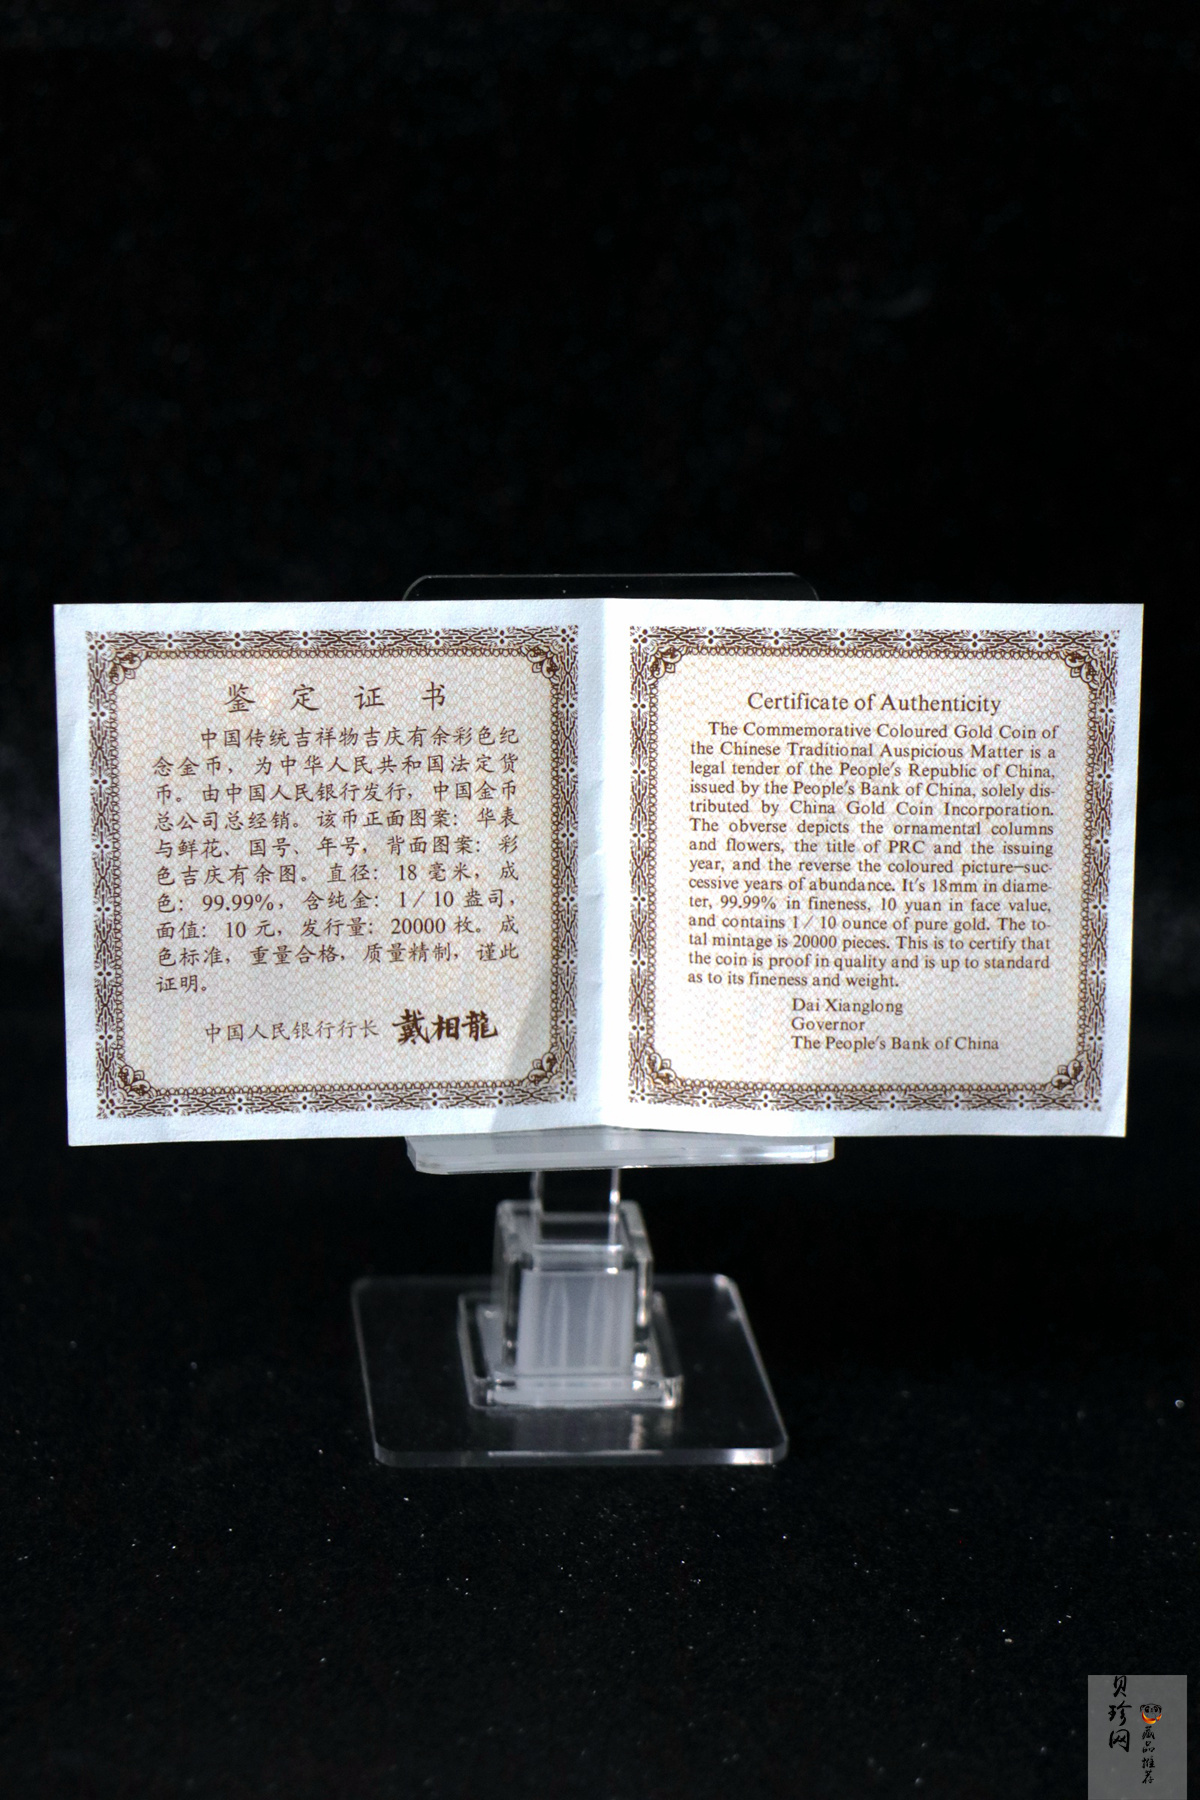 鉴定证书
中国传统吉祥物吉庆有余彩色纪
念金币，为中华人民共和国法定货
币。由中国人民银行发行，中国金币
总公司总经销。该币正面图案：华表
与鲜花、国号、年号，背面图案：彩
色吉庆有余图。直径：18毫米，成
色：99.99%，含纯金：1/10盎司，
面值：10元，发行量：20000枚。成
色标准，重量合格，质量精制，谨此
证明。
中国人民银行行长 戴相龍
Certificate of Authenticity
The Commemorative Coloured Gold Coin of
the Chinese Traditional Auspicious Matter is a
legal tender of the People's Republic of China,
issued by the People's Bank of China, solely dis-
tributed by China Gold Coin Incorporation.
The obverse depicts the ornamental columns
and flowers, the title of PRC and the issuing
year, and the reverse the coloured picture—suc-
cessive years of abundance. It's 18mm in diame-
ter, 99.99% in fineness, 10 yuan in face value,
and contains 1/10 ounce of pure gold. The to-
tal mintage is 20000 pieces. This is to certify that
the coin is proof in quality and is up to standard
as to its fineness and weight.
Dai Xianglong
Governor
The People's Bank of China
贝珍网
藏品推荐